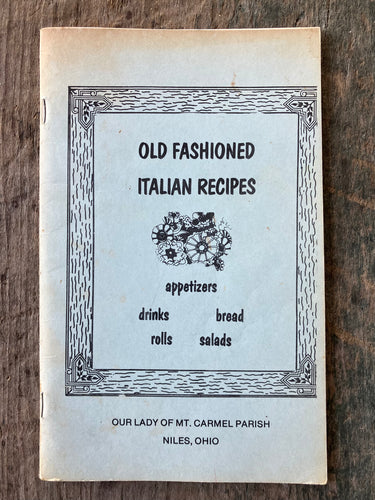 OLD FASHIONED
ITALIAN RECIPES
appetizers
drinks bread
rolls salads
OUR LADY OF MT. CARMEL PARISH
NILES, OHIO